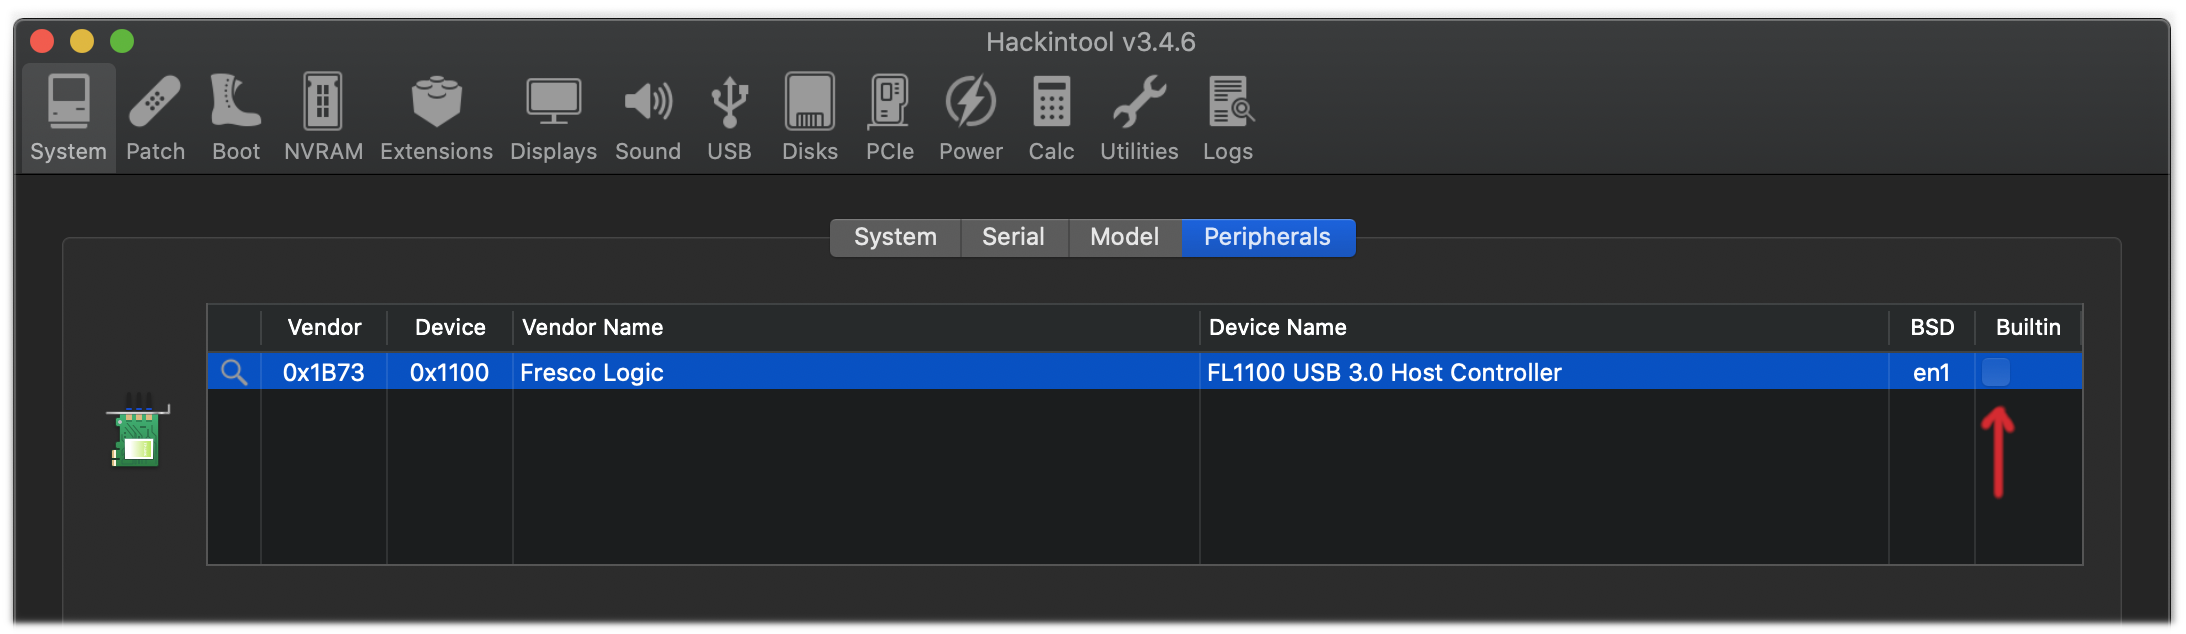 Hackintool v3.4.6
System Patch Boot NVRAM Extensions Displays Sound USB Disks PCIe Power Calc Utilities Logs
System Serial Model Peripherals
Vendor Device Vendor Name Device Name BSD Builtin
0x1B73 0x1100 Fresco Logic FL1100 USB 3.0 Host Controller en1